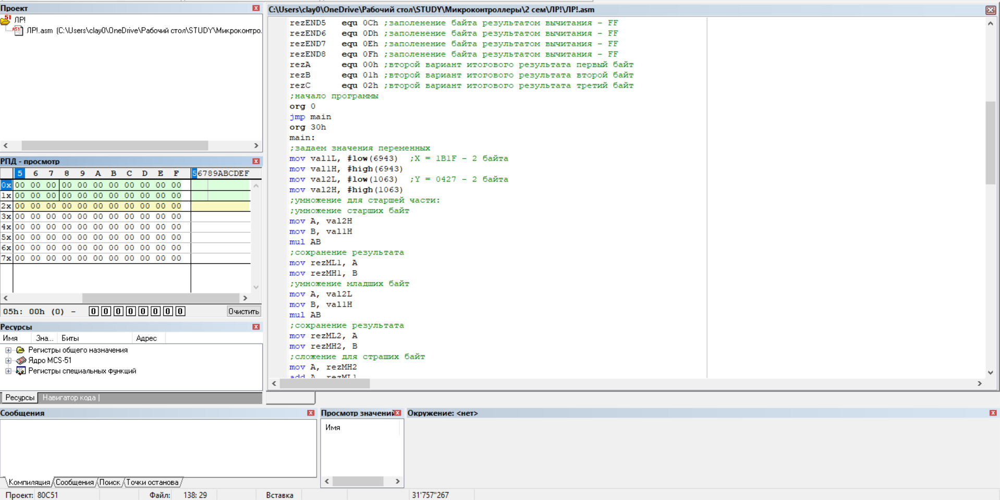 Проект
ЛР!
ЛР!.asm (C:\Users\clay0\OneDrive\Рабочий стол\STUDY\Микроконтро.
РПД - просмотр
5 6 7 8 9 A B C D E F 56789ABCDEF
0x 00 00 00 00 00 00 00 00 00 00 00
1x 00 00 00 00 00 00 00 00 00 00 00
2x 00 00 00 00 00 00 00 00 00 00 00
3x 00 00 00 00 00 00 00 00 00 00 00
4x 00 00 00 00 00 00 00 00 00 00 00
5x 00 00 00 00 00 00 00 00 00 00 00
6x 00 00 00 00 00 00 00 00 00 00 00
7x 00 00 00 00 00 00 00 00 00 00 00
05h: 00h (0) - 0 0 0 0 0 0 0 0 Очистить
Ресурсы
Имя Зна... Биты Адрес
Регистры общего назначения
Ядро MCS-51
Регистры специальных функций
Ресурсы Навигатор кода
C:\Users\clay0\OneDrive\Рабочий стол\STUDY\Микроконтроллеры\2 сем\ЛР!\ЛР!.asm
rezEND5 equ 0Ch ;заполенение байта результатом вычитания - FF
rezEND6 equ 0Dh ;заполенение байта результатом вычитания - FF
rezEND7 equ 0Eh ;заполенение байта результатом вычитания - FF
rezEND8 equ 0Fh ;заполенение байта результатом вычитания - FF
rezA equ 00h ;второй вариант итогового результата первый байт
rezB equ 01h ;второй вариант итогового результата второй байт
rezC equ 02h ;второй вариант итогового результата третий байт
;начало программы
org 0
jmp main
org 30h
main:
;задаем значения переменных
mov val1L, #low(6943) ;X = 1B1F - 2 байта
mov val1H, #high(6943)
mov val2L, #low(1063) ;Y = 0427 - 2 байта
mov val2H, #high(1063)
;умножение для старшей части:
;умножение старших байт
mov A, val2H
mov B, val1H
mul AB
;сохранение результата
mov rezML1, A
mov rezMH1, B
;умножение младших байт
mov A, val2L
mov B, val1H
mul AB
;сохранение результата
mov rezML2, A
mov rezMH2, B
;сложение для страших байт
mov A, rezMH2
add A, rezML1
Сообщения
Компиляция Сообщения Поиск Точки останова
Просмотр значений
Имя
Окружение: <нет>
Проект: 80C51 Файл: 138: 29 Вставка 31'757"267